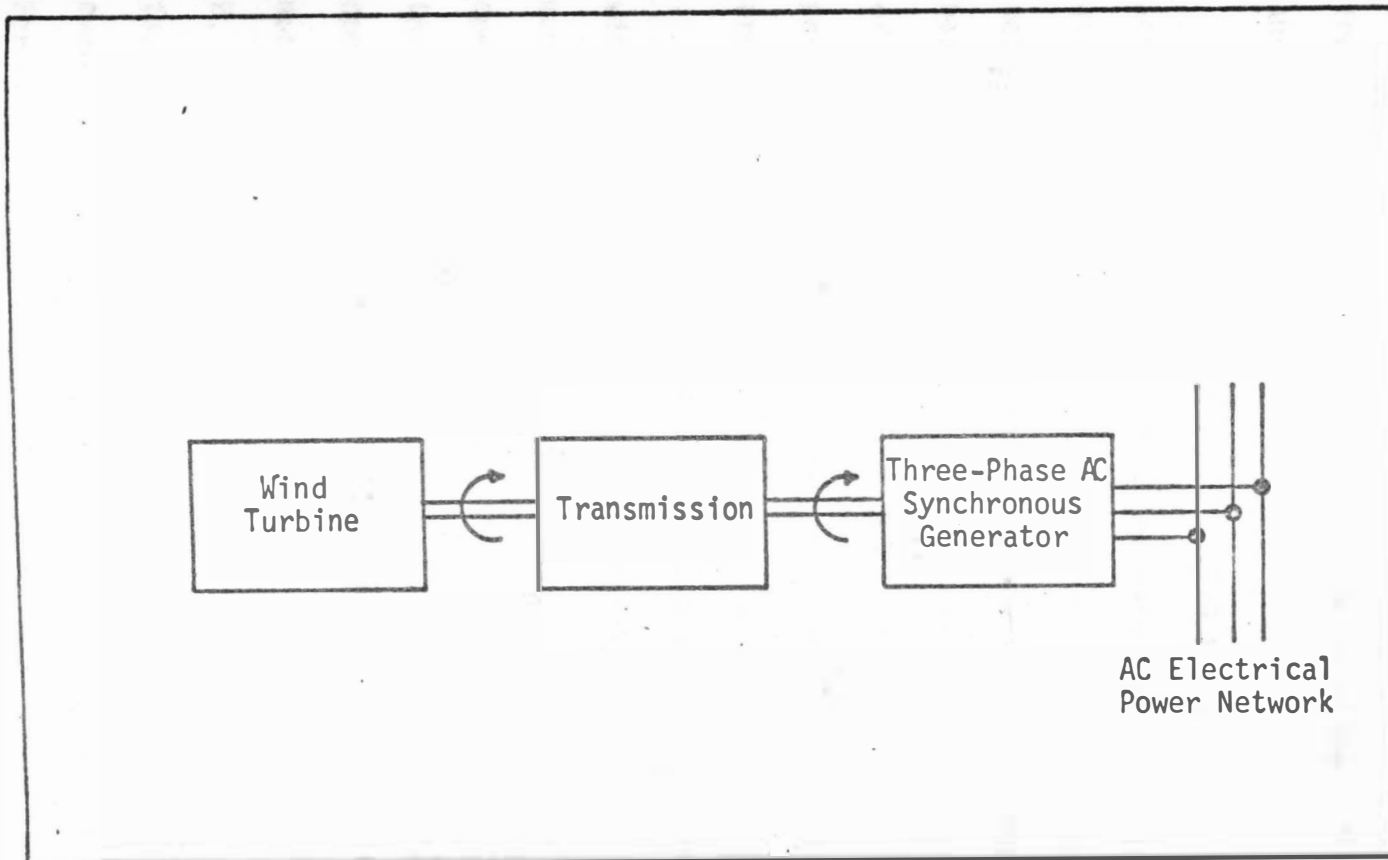 Wind
Turbine
Transmission
Three-Phase AC
Synchronous
Generator
AC Electrical
Power Network